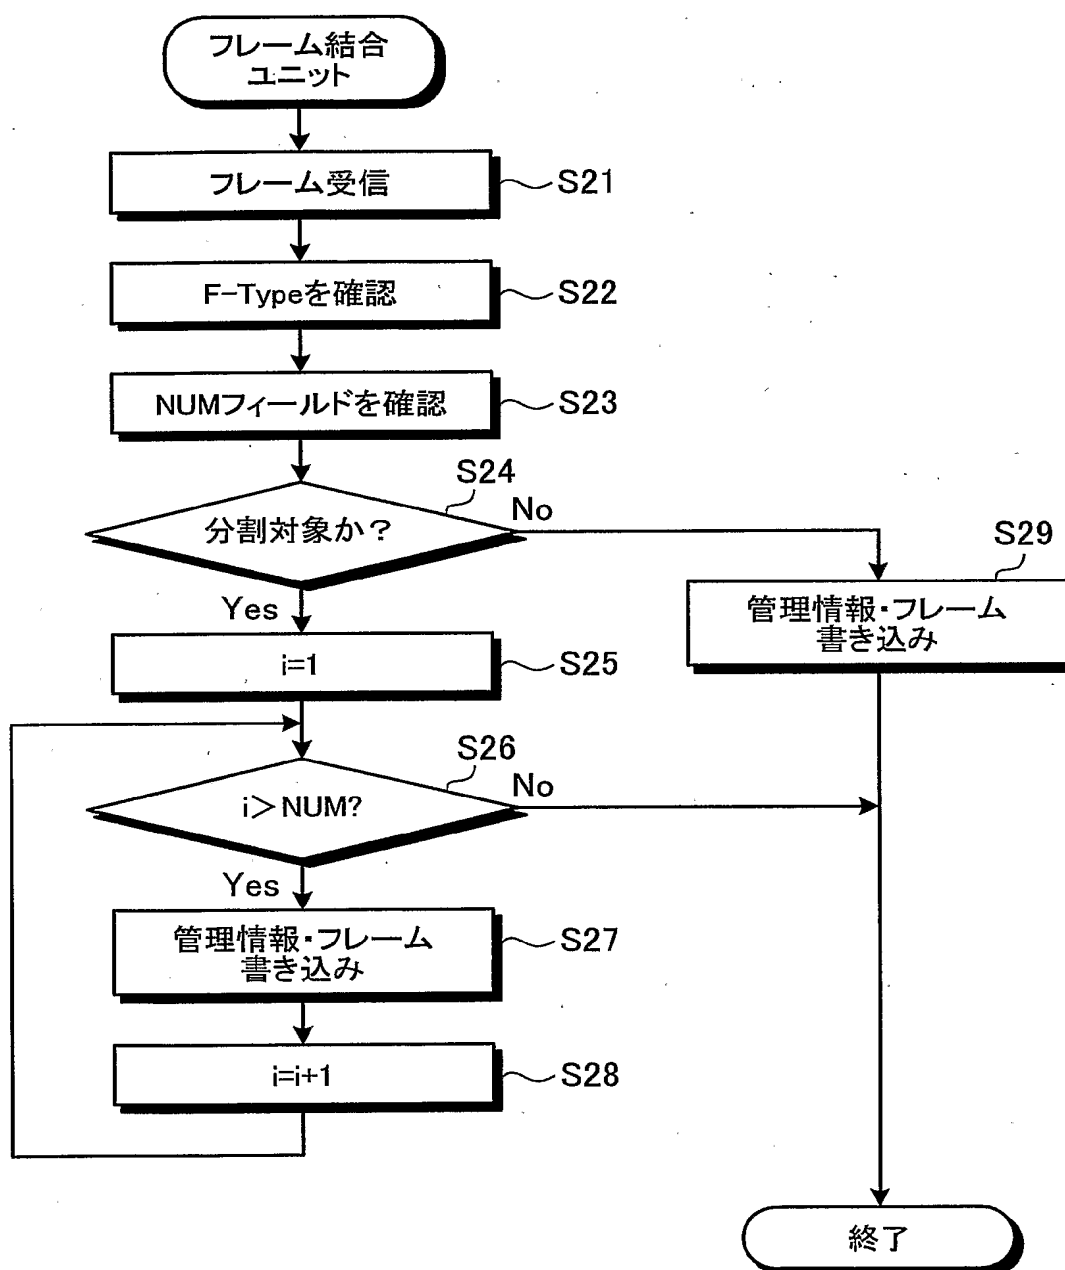 フレーム結合
ユニット
フレーム受信
S21
F-Typeを確認
S22
NUMフィールドを確認
S23
S24
分割対象か？
No
Yes
S29
管理情報・フレーム
書き込み
i=1
S25
S26
i＞NUM?
No
Yes
管理情報・フレーム
書き込み
S27
i=i+1
S28
終了